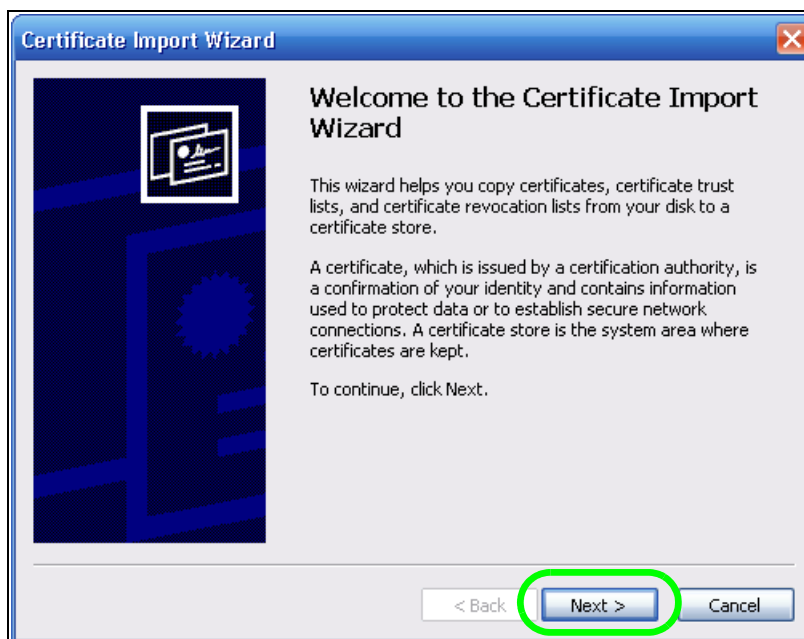 Certificate Import Wizard
Welcome to the Certificate Import
Wizard
This wizard helps you copy certificates, certificate trust
lists, and certificate revocation lists from your disk to a
certificate store.
A certificate, which is issued by a certification authority, is
a confirmation of your identity and contains information
used to protect data or to establish secure network
connections. A certificate store is the system area where
certificates are kept.
To continue, click Next.
< Back Next > Cancel